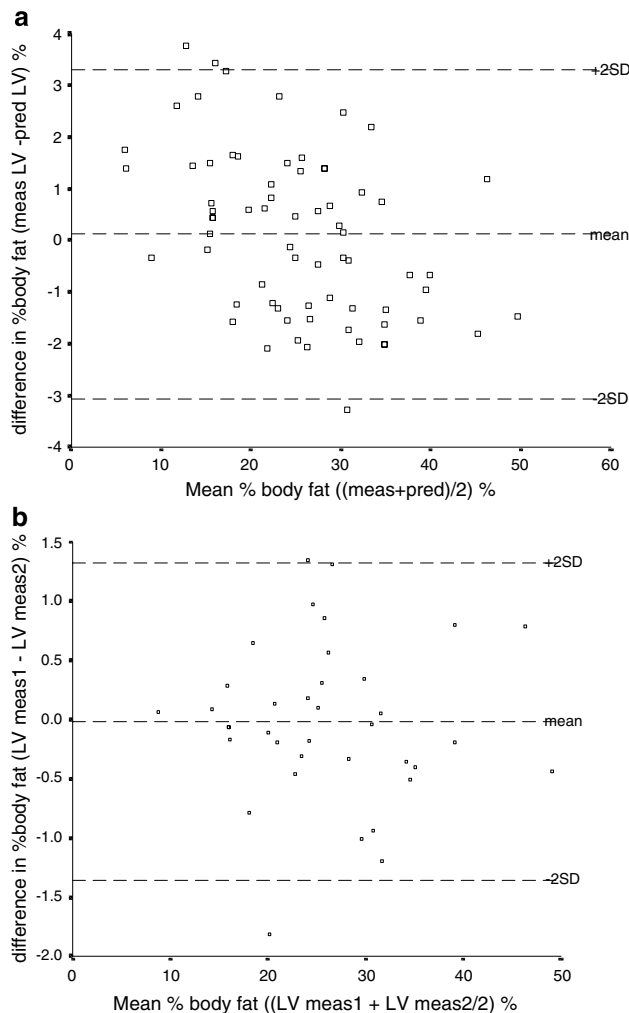 a
difference in %body fat (meas LV -pred LV) %
4
3
2
1
0
-1
-2
-3
-4
+2SD
mean
-2SD
0 10 20 30 40 50 60
Mean % body fat ((meas+pred)/2) %
b
difference in %body fat (LV meas1 - LV meas2) %
1.5
1.0
0.5
0.0
-0.5
-1.0
-1.5
-2.0
+2SD
mean
-2SD
0 10 20 30 40 50
Mean % body fat ((LV meas1 + LV meas2/2) %